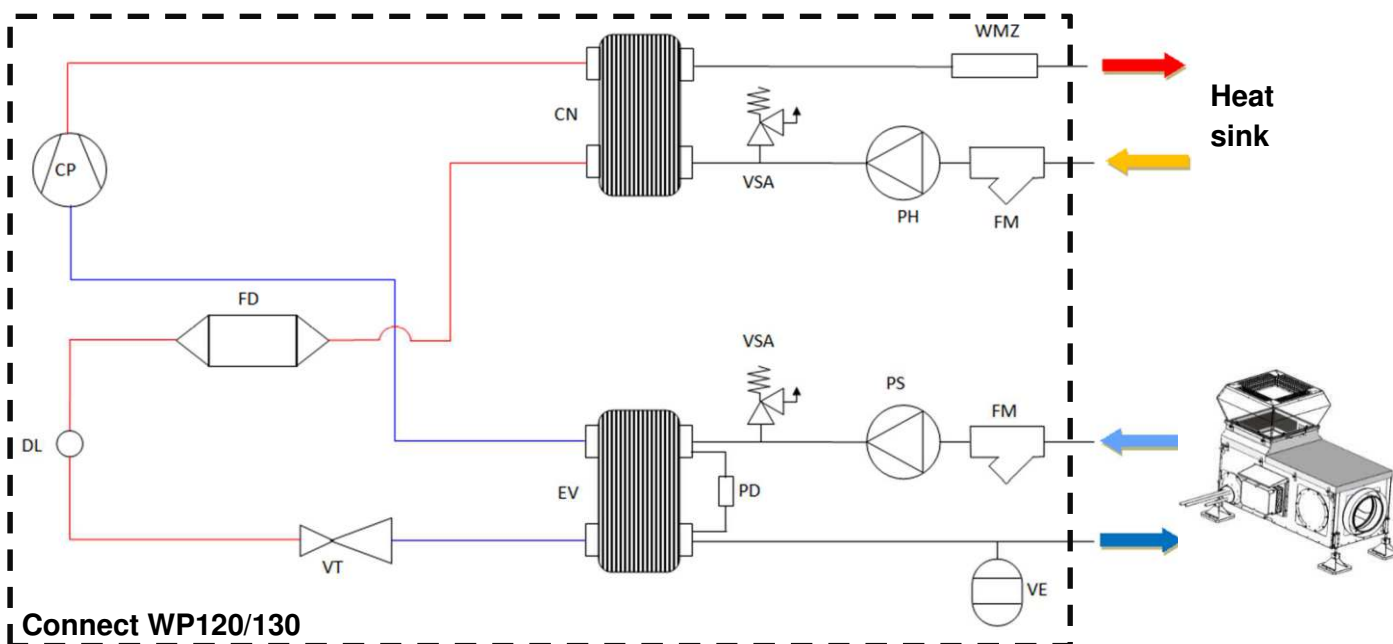 WMZ
Heat
sink
CN
CP
VSA
PH
FM
FD
VSA
PS
FM
DL
EV
PD
VT
VE
Connect WP120/130